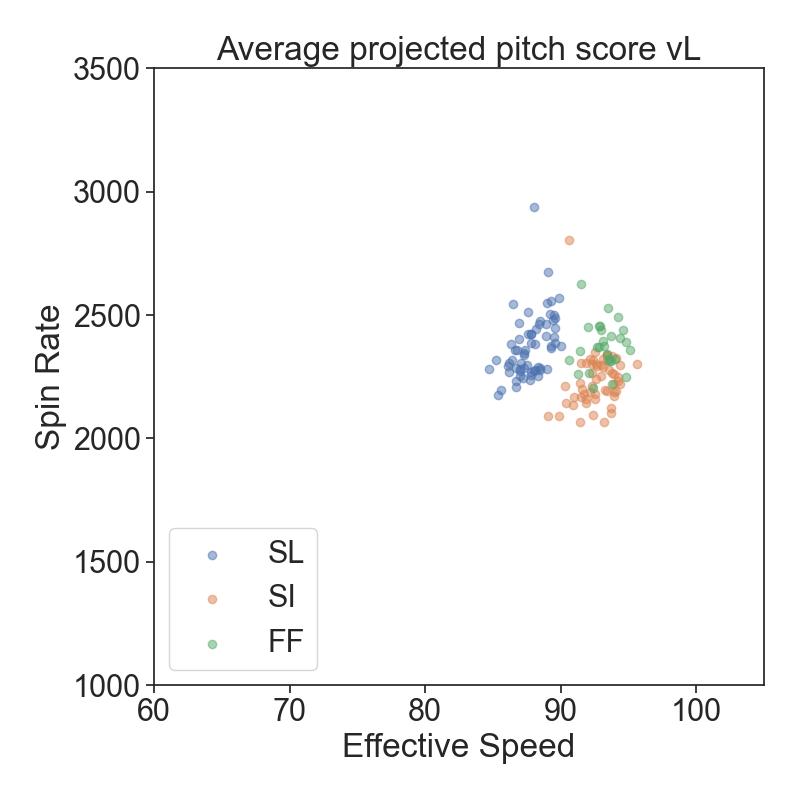 Average projected pitch score vL
3500
3000
2500
2000
1500
1000
Spin Rate
SL
SI
FF
60 70 80 90 100
Effective Speed